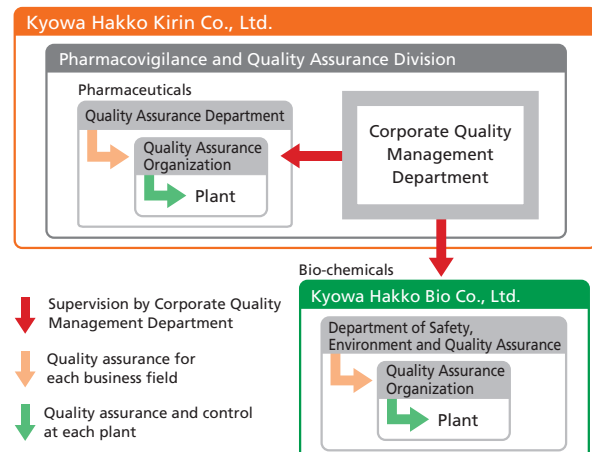 Kyowa Hakko Kirin Co., Ltd.
Pharmacovigilance and Quality Assurance Division
Pharmaceuticals
Quality Assurance Department
Quality Assurance
Organization
Plant
Corporate Quality
Management
Department
Bio-chemicals
Kyowa Hakko Bio Co., Ltd.
Department of Safety,
Environment and Quality Assurance
Quality Assurance
Organization
Plant
Supervision by Corporate Quality
Management Department
Quality assurance for
each business field
Quality assurance and control
at each plant